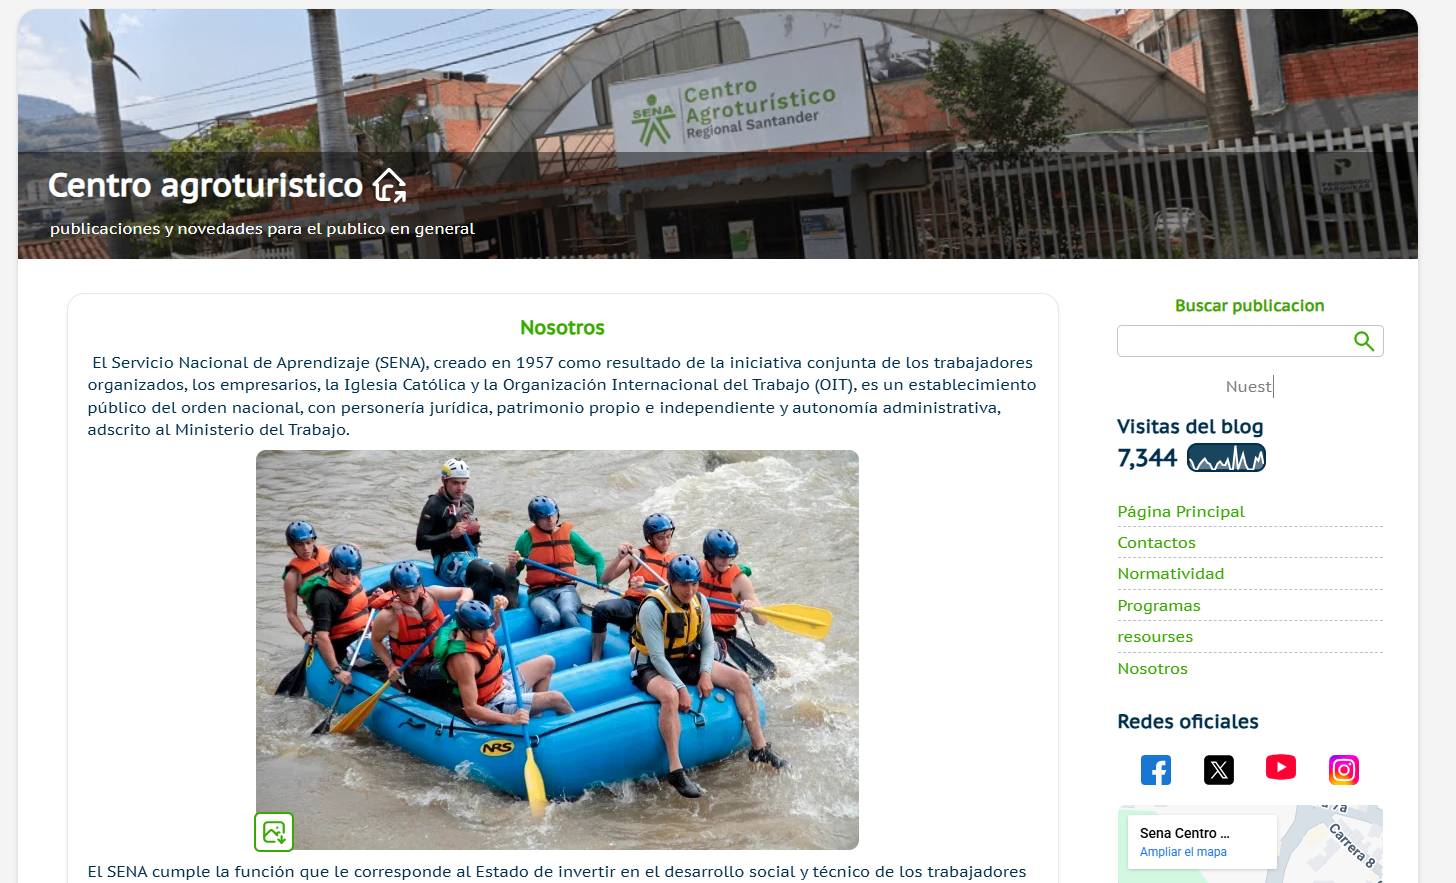 SENA
Centro
Agroturístico
Regional Santander
PROHIBIDO
PARQUEAR
Centro agroturistico
publicaciones y novedades para el publico en general
Nosotros
El Servicio Nacional de Aprendizaje (SENA), creado en 1957 como resultado de la iniciativa conjunta de los trabajadores
organizados, los empresarios, la Iglesia Católica y la Organización Internacional del Trabajo (OIT), es un establecimiento
público del orden nacional, con personería jurídica, patrimonio propio e independiente y autonomía administrativa,
adscrito al Ministerio del Trabajo.
NRS
El SENA cumple la función que le corresponde al Estado de invertir en el desarrollo social y técnico de los trabajadores
Buscar publicacion
Nuest
Visitas del blog
7,344
Página Principal
Contactos
Normatividad
Programas
resourses
Nosotros
Redes oficiales
Sena Centro ...
Ampliar el mapa
Carrera 8